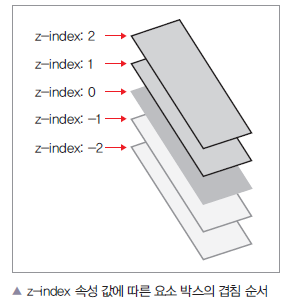 z-index: 2
z-index: 1
z-index: 0
z-index: -1
z-index: -2
▲ z-index 속성 값에 따른 요소 박스의 겹침 순서